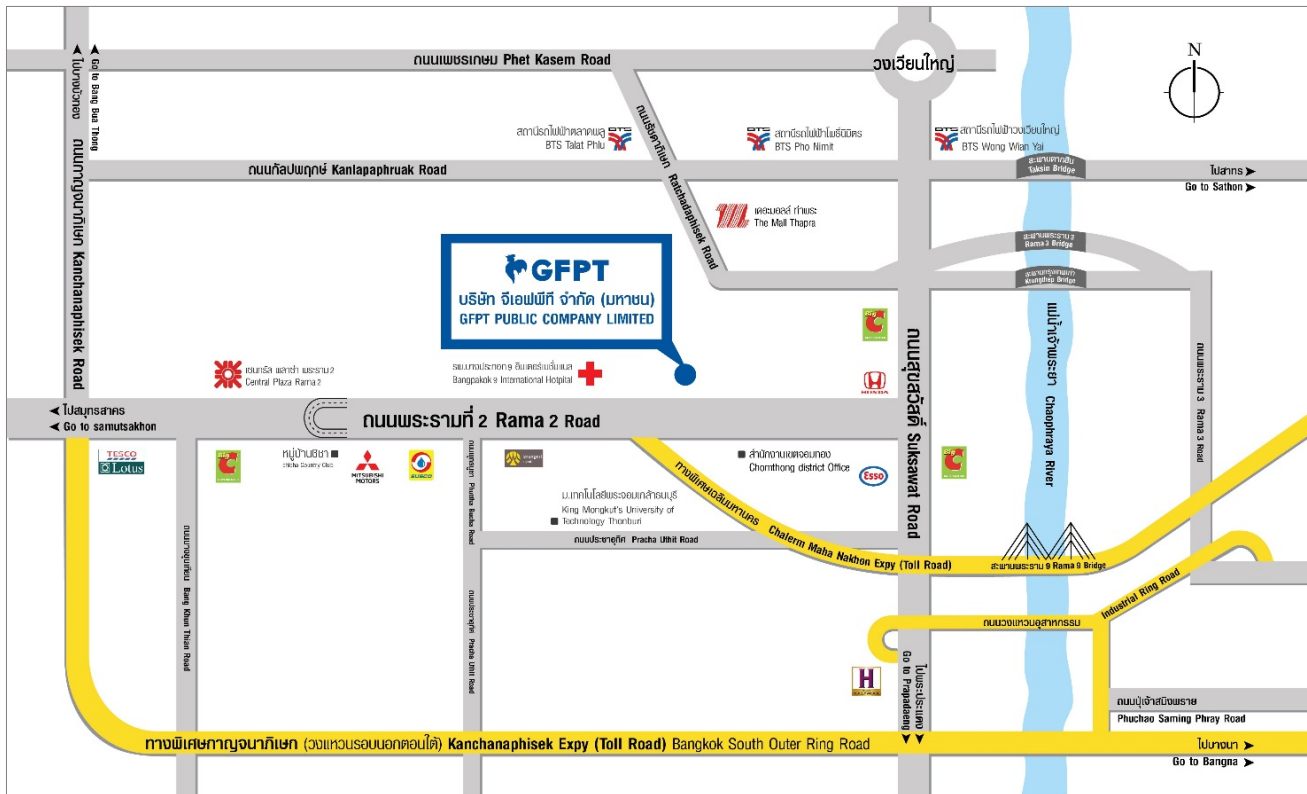 N
ถนนเพชรเกษม Phet Kasem Road
วงเวียนใหญ่
ไปบางบัวทอง
Go to Bang Bua Thong
ถนนกาญจนาภิเษก Kanchanaphisek Road
ถนนรัชดาภิเษก Ratchadaphisek Road
BTS
สถานีรถไฟฟ้าตลาดพลู
BTS Talat Phlu
BTS
สถานีรถไฟฟ้าโพธิ์นิมิตร
BTS Pho Nimit
BTS
สถานีรถไฟฟ้าวงเวียนใหญ่
BTS Wong Wian Yai
ถนนกัลปพฤกษ์ Kanlapaphruak Road
สะพานตากสิน
Taksin Bridge
ไปสาทร
Go to Sathon
เดอะมอลล์ ท่าพระ
The Mall Thapra
สะพานพระราม 3
Rama 3 Bridge
สะพานกรุงเทพเก่า
Krungthep Bridge
GFPT
บริษัท จีเอฟพีที จำกัด (มหาชน)
GFPT PUBLIC COMPANY LIMITED
Big C
HONDA
ถนนสุขสวัสดิ์ Suksawat Road
แม่น้ำเจ้าพระยา Chaophraya River
ถนนพระราม 3 Rama 3 Road
เซนทรัล พลาซ่า พระราม 2
Central Plaza Rama 2
รพ.บางปะกอก 9 อินเตอร์เนชั่นแนล
Bangpakok 9 International Hotpital
ไปสมุทรสาคร
Go to samutsakhon
ถนนพระรามที่ 2 Rama 2 Road
TESCO
Lotus
Big C
หมู่บ้านธิชา
MITSUBISHI
MOTORS
SUSCO
ถนนพุทธบูชา Phuttha Bucha Road
สำนักงานเขตจอมทอง
Chomthong district Office
Esso
Big C
ม.เทคโนโลยีพระจอมเกล้าธนบุรี
King Mongkut's University of
Technology Thonburi
ถนนประชาอุทิศ Pracha Uthit Road
ทางพิเศษเฉลิมมหานคร Chalerm Maha Nakhon Expy (Toll Road)
สะพานพระราม 9 Rama 9 Bridge
ถนนบางขุนเทียน Bang Khun Thian Road
ถนนประชาอุทิศ Pracha Uthit Road
Industrial Ring Road
ถนนวงแหวนอุสาหกรรม
H
ไปพระประแดง
Go to Prapadaeng
ถนนปู่เจ้าสมิงพราย
Phuchao Saming Phray Road
ทางพิเศษกาญจนาภิเษก (วงแหวนรอบนอกตอนใต้) Kanchanaphisek Expy (Toll Road) Bangkok South Outer Ring Road
ไปบางนา
Go to Bangna